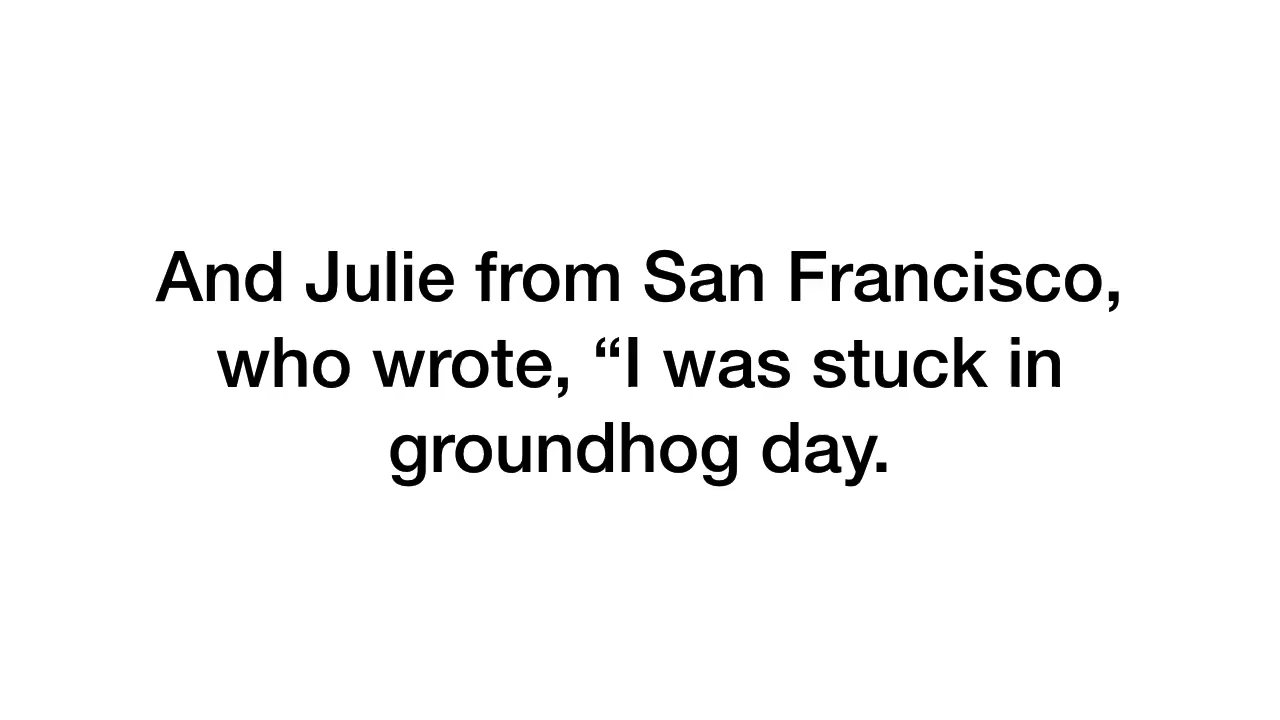 And Julie from San Francisco,
who wrote, “I was stuck in
groundhog day.